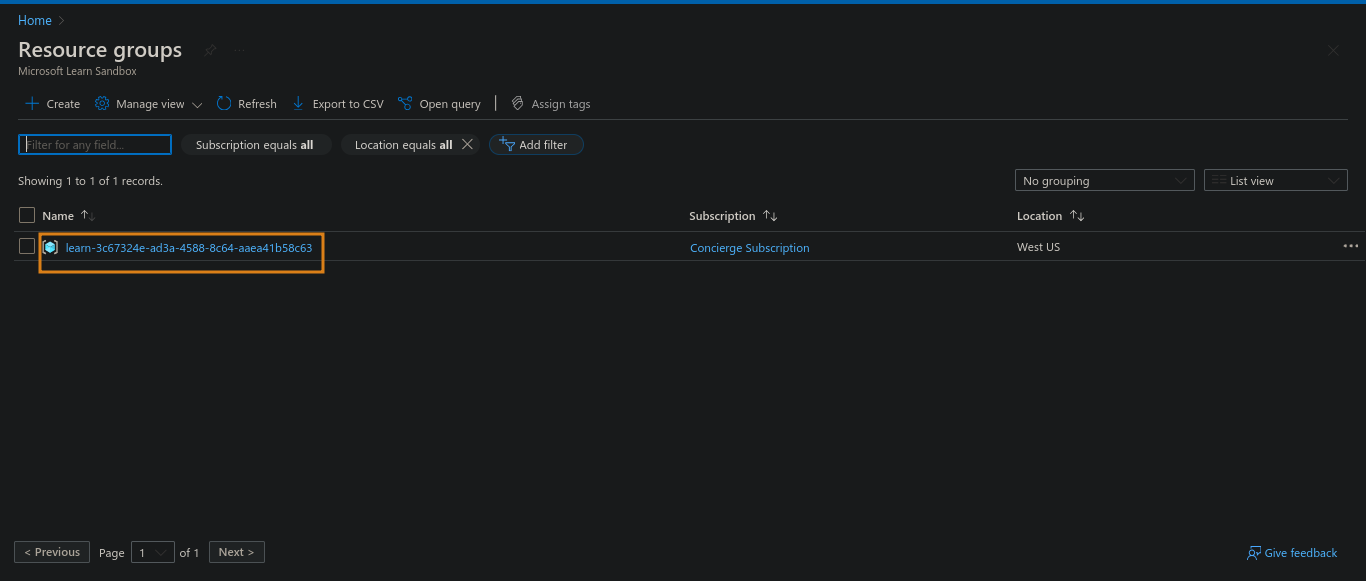 Home
Resource groups
Microsoft Learn Sandbox
Create Manage view Refresh Export to CSV Open query Assign tags
Filter for any field... Subscription equals all Location equals all Add filter
Showing 1 to 1 of 1 records. No grouping List view
Name Subscription Location
learn-3c67324e-ad3a-4588-8c64-aaea41b58c63 Concierge Subscription West US
< Previous Page 1 of 1 Next > Give feedback